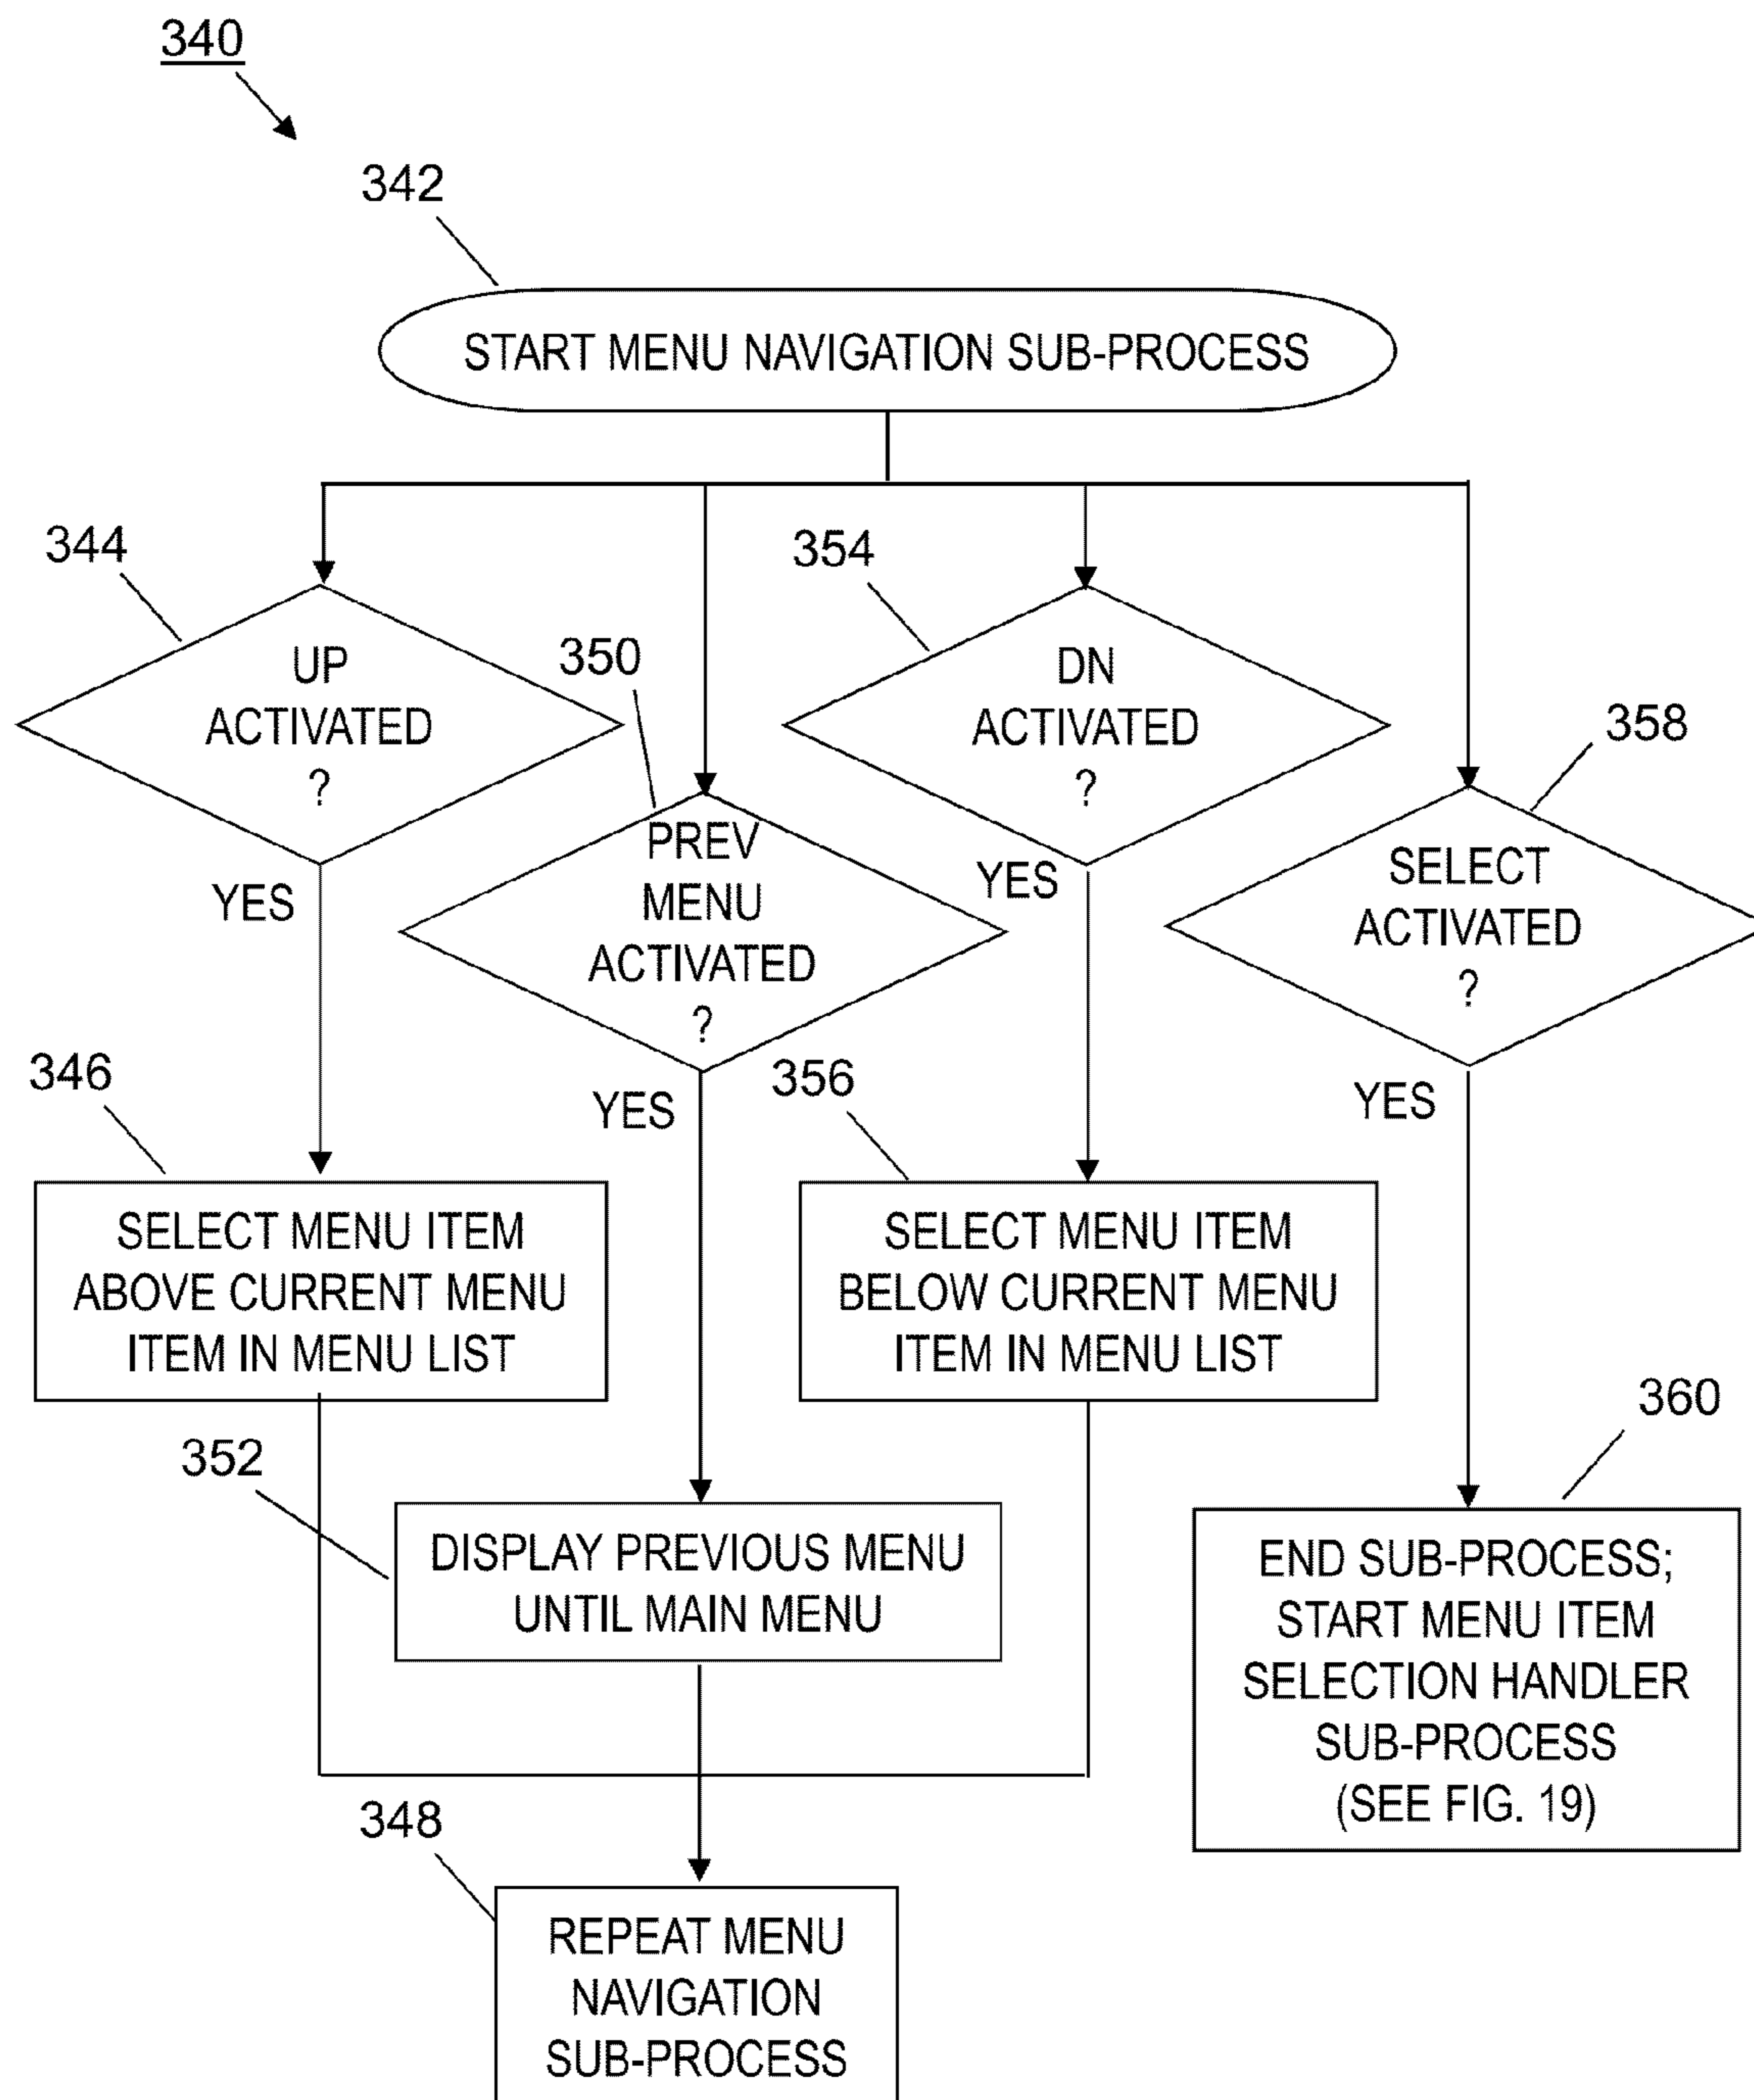 340
342
START MENU NAVIGATION SUB-PROCESS
344
UP
ACTIVATED
?
YES
350
PREV
MENU
ACTIVATED
?
YES
354
DN
ACTIVATED
?
YES
358
SELECT
ACTIVATED
?
YES
346
SELECT MENU ITEM
ABOVE CURRENT MENU
ITEM IN MENU LIST
356
SELECT MENU ITEM
BELOW CURRENT MENU
ITEM IN MENU LIST
352
DISPLAY PREVIOUS MENU
UNTIL MAIN MENU
360
END SUB-PROCESS;
START MENU ITEM
SELECTION HANDLER
SUB-PROCESS
(SEE FIG. 19)
348
REPEAT MENU
NAVIGATION
SUB-PROCESS